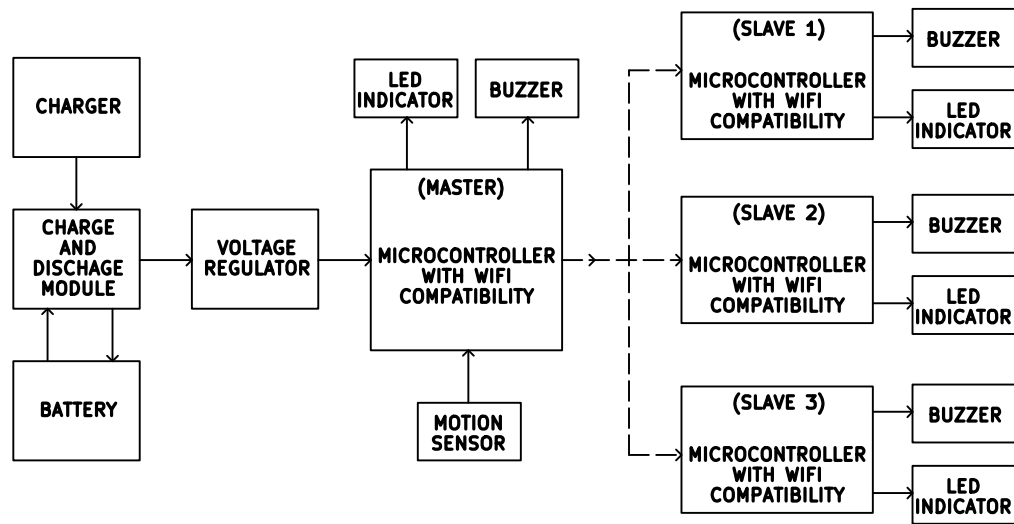 CHARGER
CHARGE
AND
DISCHAGE
MODULE
BATTERY
VOLTAGE
REGULATOR
LED
INDICATOR
BUZZER
(MASTER)
MICROCONTROLLER
WITH WIFI
COMPATIBILITY
MOTION
SENSOR
(SLAVE 1)
MICROCONTROLLER
WITH WIFI
COMPATIBILITY
BUZZER
LED
INDICATOR
(SLAVE 2)
MICROCONTROLLER
WITH WIFI
COMPATIBILITY
BUZZER
LED
INDICATOR
(SLAVE 3)
MICROCONTROLLER
WITH WIFI
COMPATIBILITY
BUZZER
LED
INDICATOR